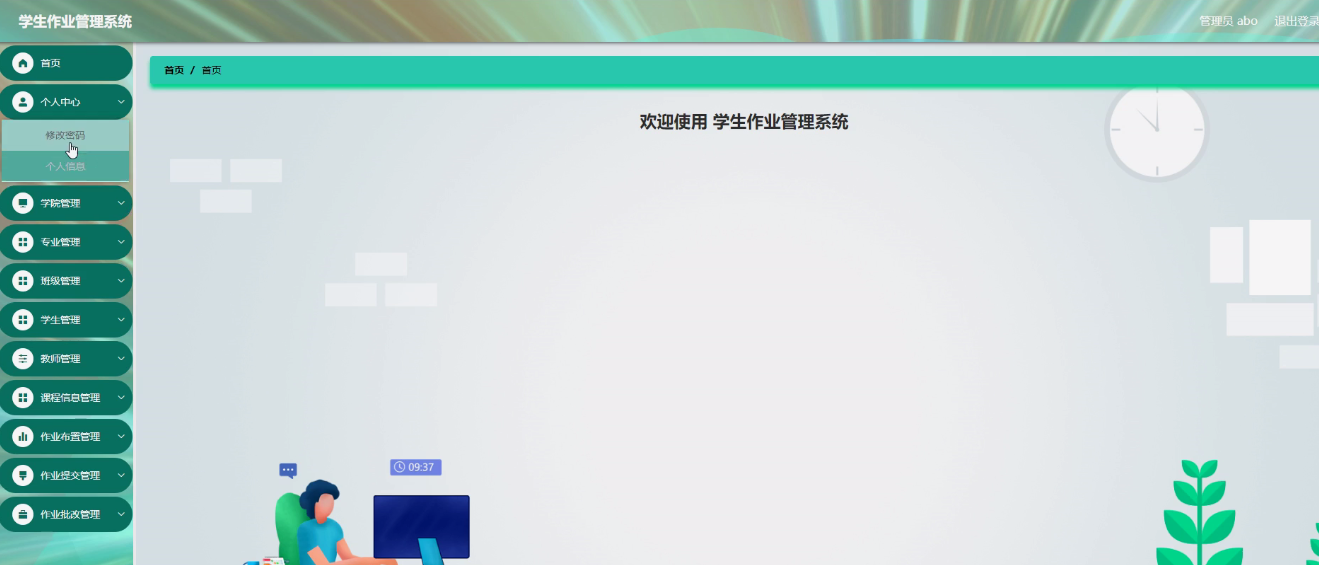 学生作业管理系统
管理员 abo 退出登录
首页
个人中心
修改密码
个人信息
学院管理
专业管理
班级管理
学生管理
教师管理
课程信息管理
作业布置管理
作业提交管理
作业批改管理
首页 / 首页
欢迎使用 学生作业管理系统
09:37